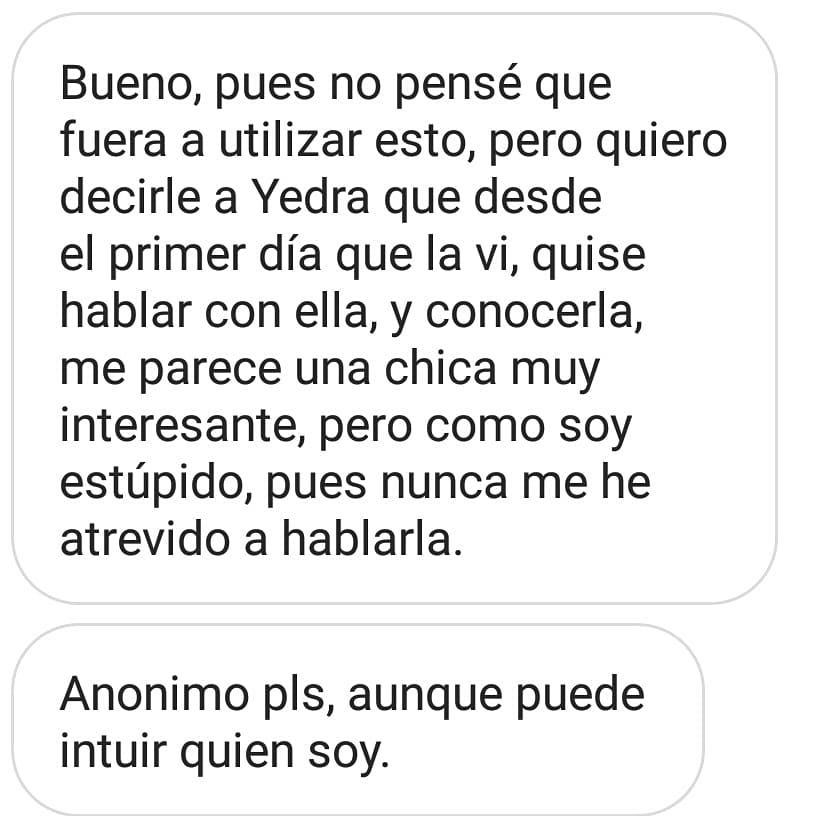 Bueno, pues no pensé que
fuera a utilizar esto, pero quiero
decirle a Yedra que desde
el primer día que la vi, quise
hablar con ella, y conocerla,
me parece una chica muy
interesante, pero como soy
estúpido, pues nunca me he
atrevido a hablarla.
Anonimo pls, aunque puede
intuir quien soy.